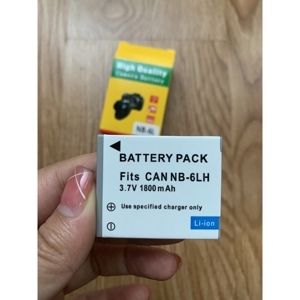 High Quality
Camera Battery
NB-6L
BATTERY PACK
Fits CAN NB-6LH
3.7V 1800mAh
Use specified charger only
Li-ion